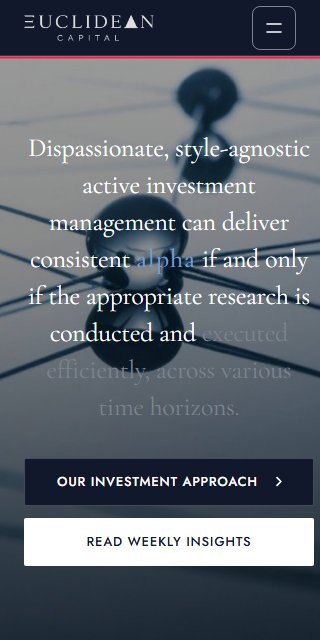 EUCLIDEAN
CAPITAL
Dispassionate, style-agnostic
active investment
management can deliver
consistent alpha if and only
if the appropriate research is
conducted and executed
efficiently, across various
time horizons.
OUR INVESTMENT APPROACH
READ WEEKLY INSIGHTS